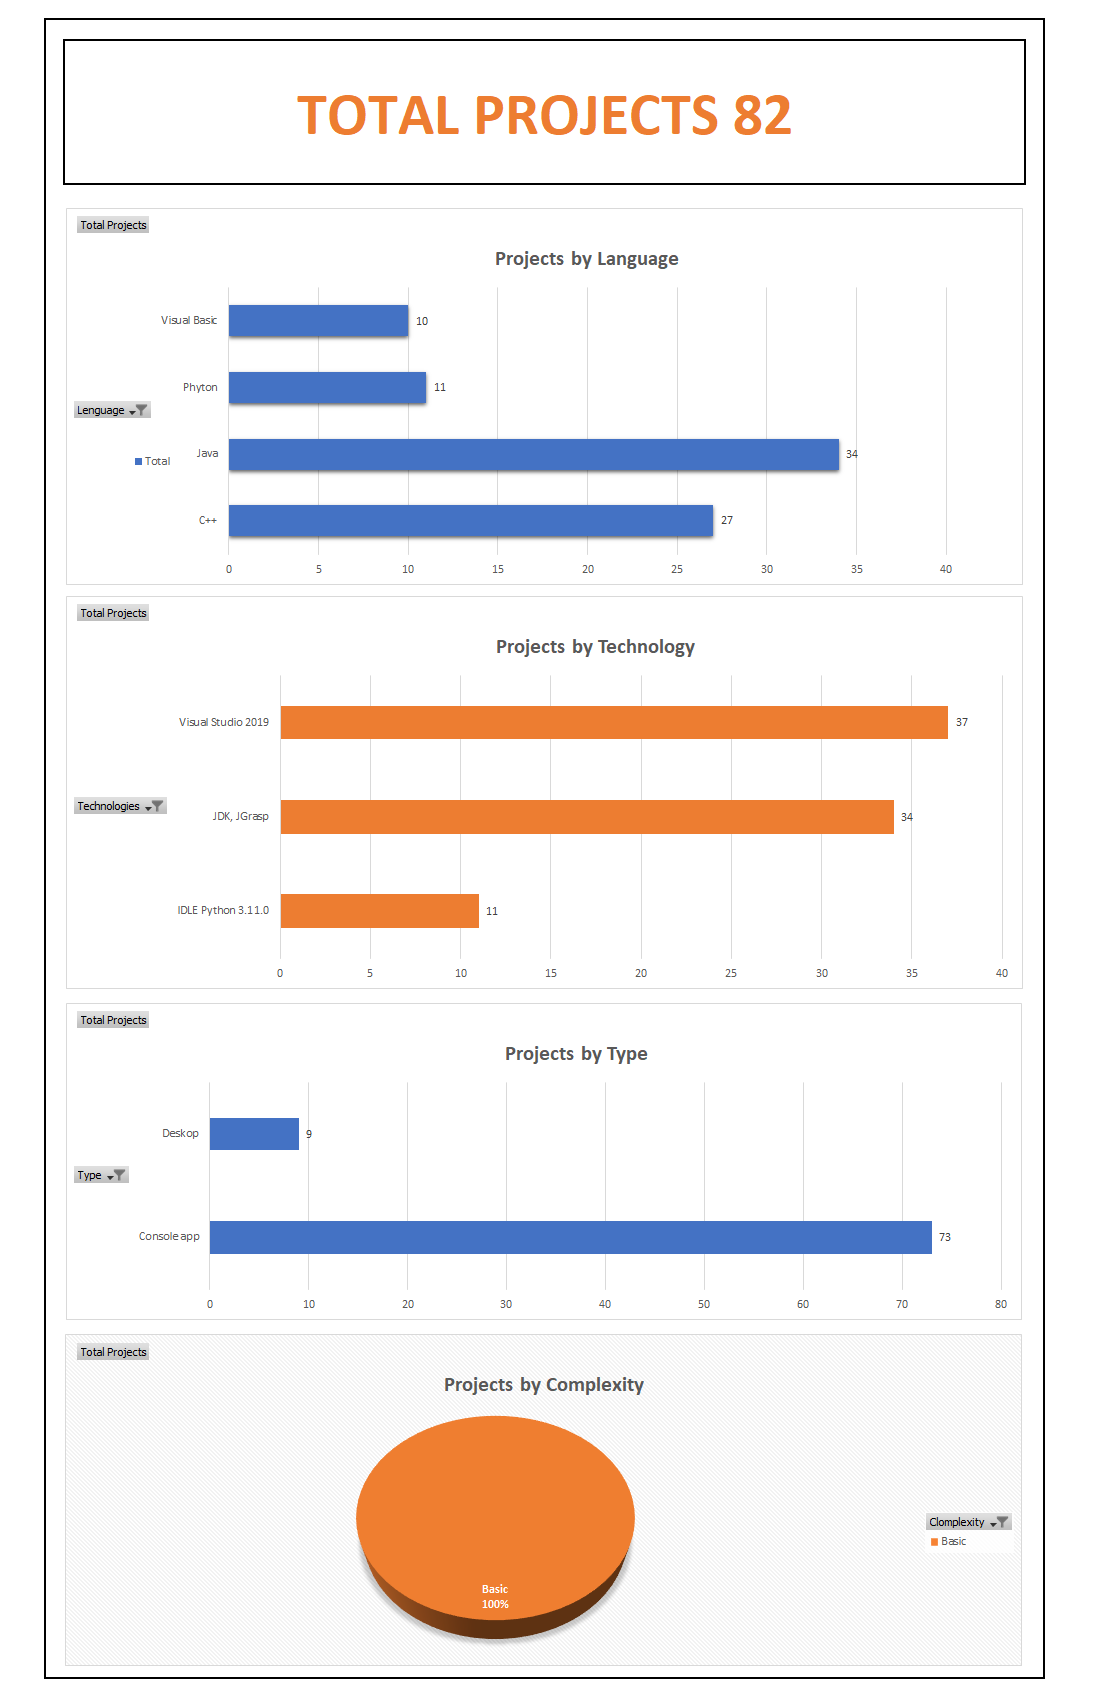 TOTAL PROJECTS 82
Total Projects
Projects by Language
Visual Basic
10
Phyton
11
Lenguage
Total
Java
34
C++
27
0 5 10 15 20 25 30 35 40
Total Projects
Projects by Technology
Visual Studio 2019
37
Technologies
JDK, JGrasp
34
IDLE Python 3.11.0
11
0 5 10 15 20 25 30 35 40
Total Projects
Projects by Type
Deskop
9
Type
Console app
73
0 10 20 30 40 50 60 70 80
Total Projects
Projects by Complexity
Clomplexity
Basic
Basic
100%